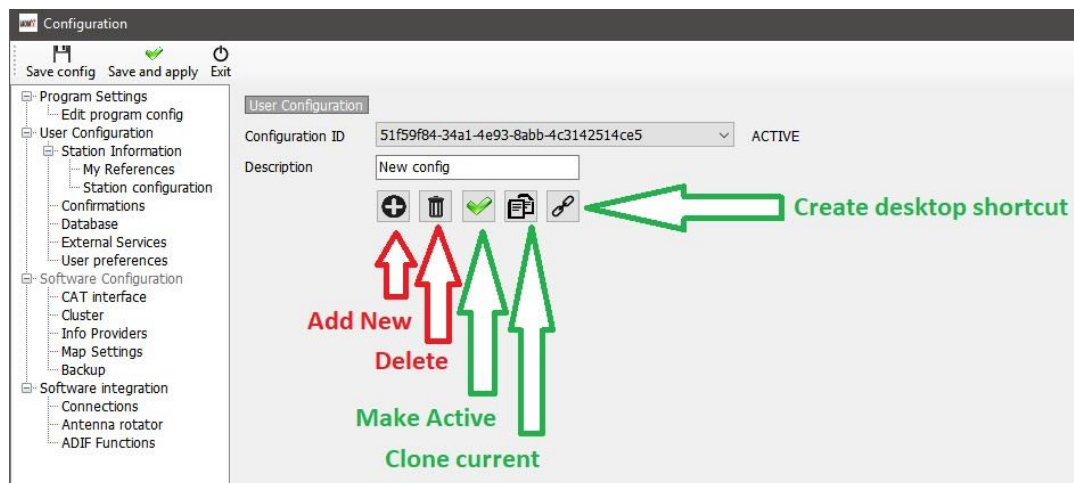 Configuration
Save config Save and apply Exit
Program Settings
Edit program config
User Configuration
Station Information
My References
Station configuration
Confirmations
Database
External Services
User preferences
Software Configuration
CAT interface
Cluster
Info Providers
Map Settings
Backup
Software integration
Connections
Antenna rotator
ADIF Functions
User Configuration
Configuration ID 51f59f84-34a1-4e93-8abb-4c3142514ce5 ACTIVE
Description New config
Create desktop shortcut
Add New
Delete
Make Active
Clone current